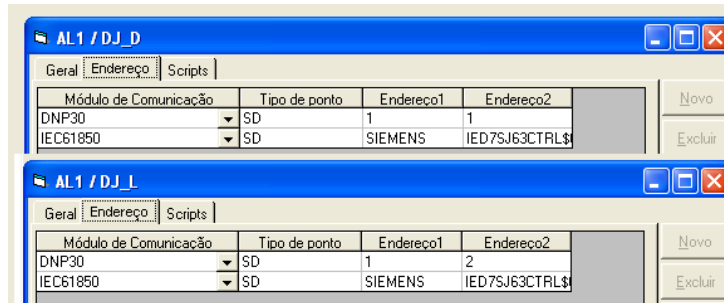 AL1 / DJ_D
Geral Endereço Scripts
Módulo de Comunicação Tipo de ponto Endereço1 Endereço2
Novo
DNP30 SD 1 1
IEC61850 SD SIEMENS IED7SJ63CTRL$
Excluir
AL1 / DJ_L
Geral Endereço Scripts
Módulo de Comunicação Tipo de ponto Endereço1 Endereço2
Novo
DNP30 SD 1 2
IEC61850 SD SIEMENS IED7SJ63CTRL$
Excluir